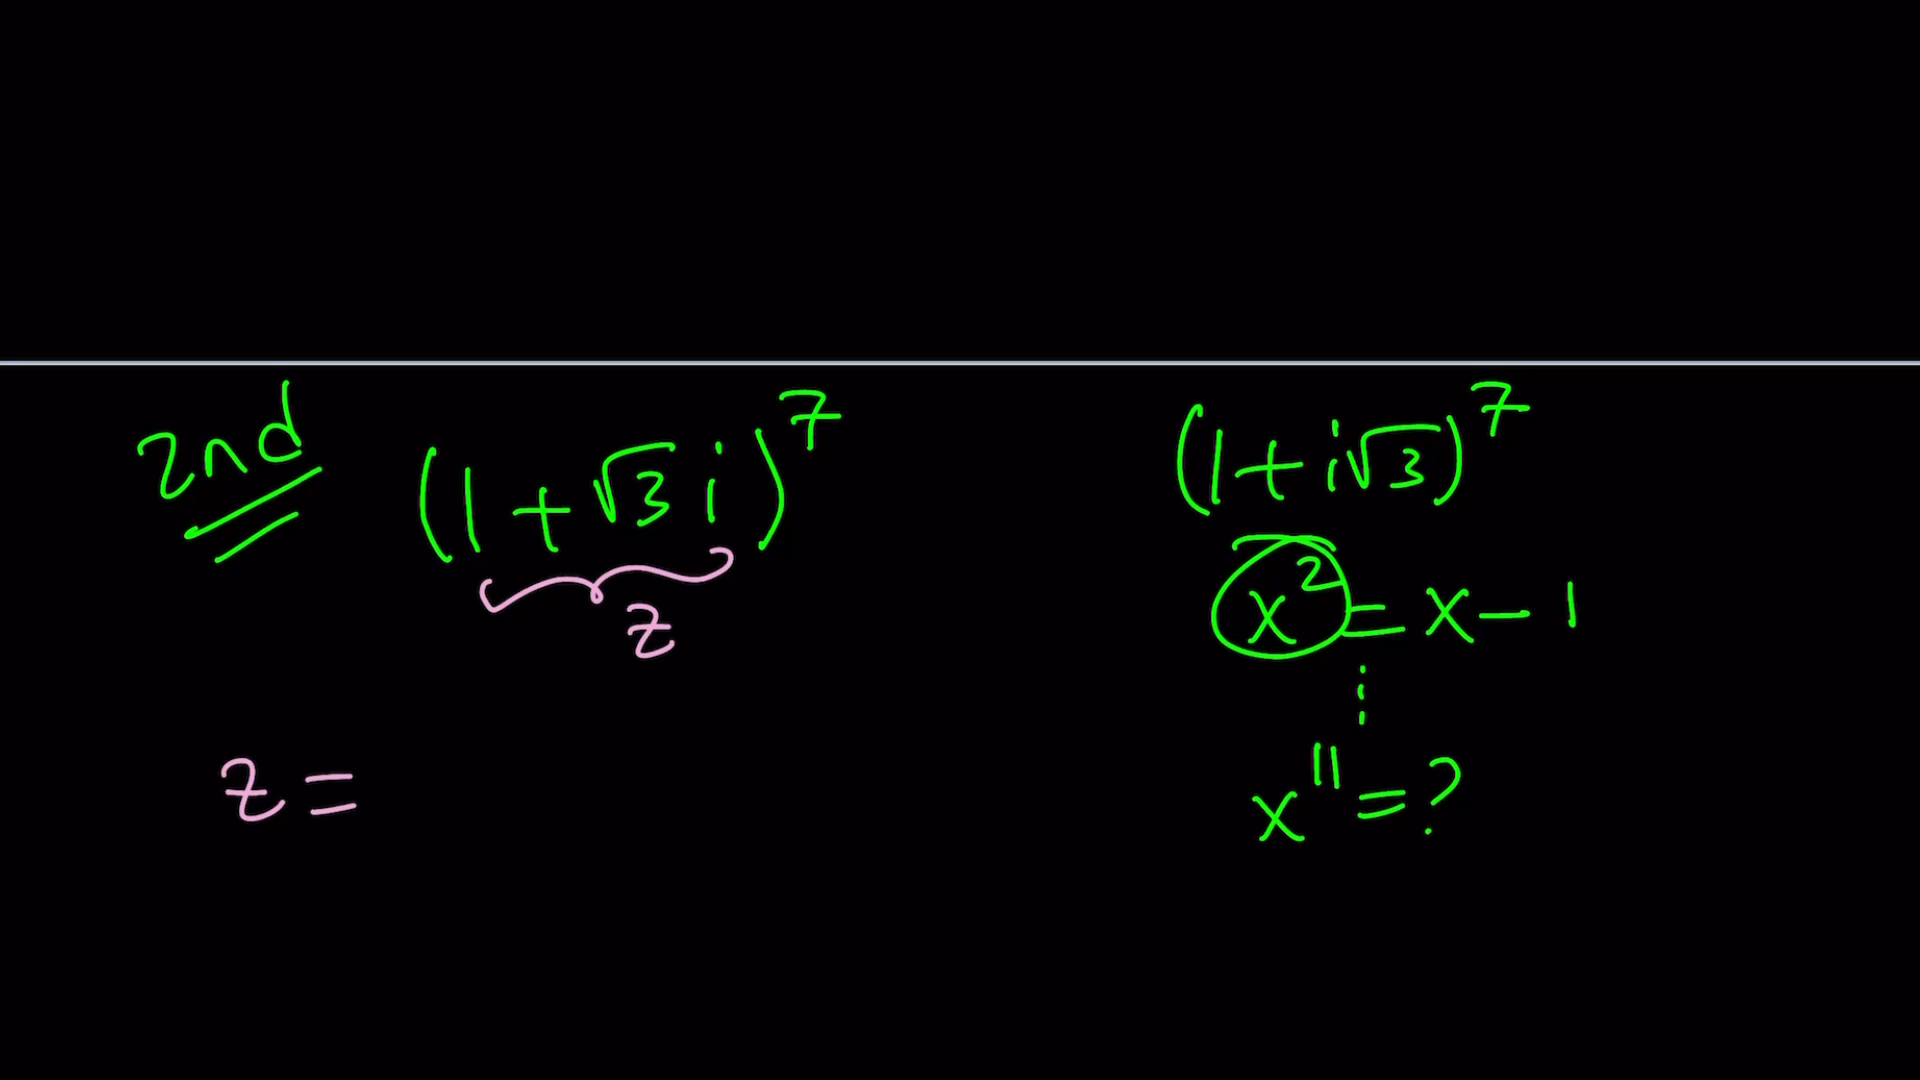 2nd (1+√3 i)^7
z
z =
(1+i√3)^7
x^2 = x - 1
x^11 = ?